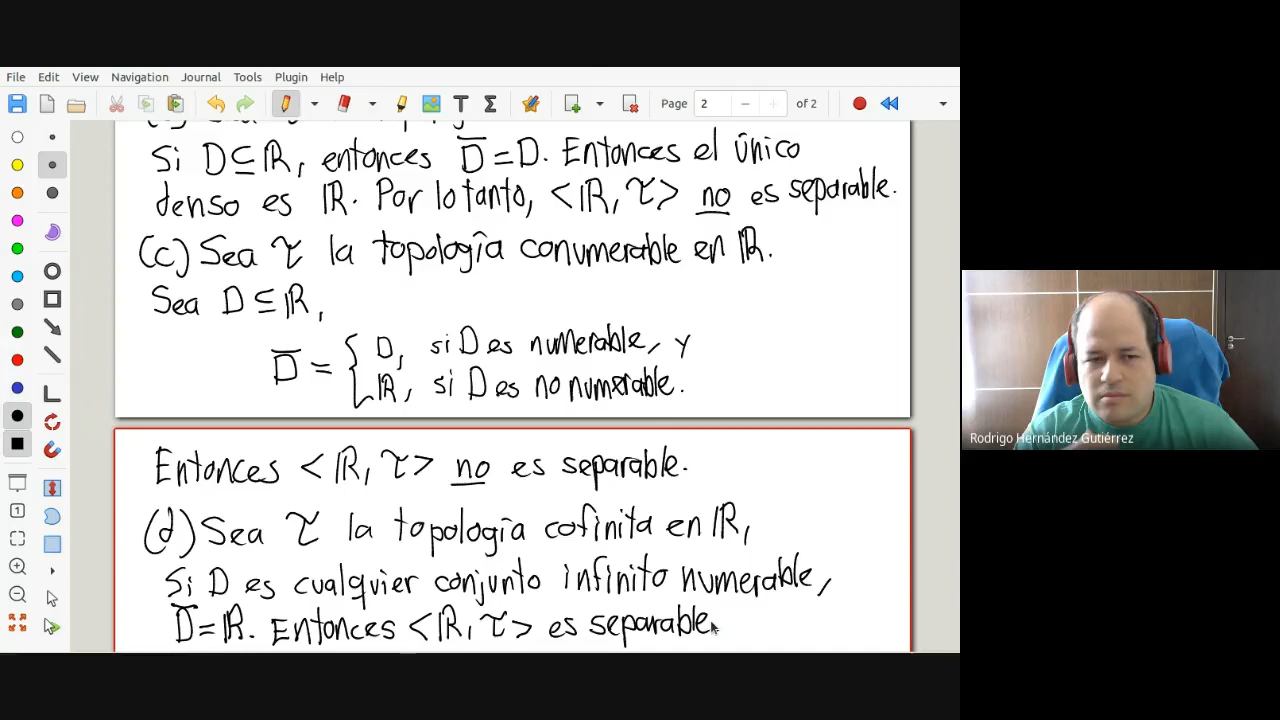 File Edit View Navigation Journal Tools Plugin Help
Page 2 of 2
Si D ⊆ ℝ, entonces D̅ = D. Entonces el único
denso es ℝ. Por lo tanto, <ℝ, τ> no es separable.
(c) Sea τ la topología conumerable en ℝ.
Sea D ⊆ ℝ,
D̅ = { D, si D es numerable, y
ℝ, si D es no numerable.
Entonces <ℝ, τ> no es separable.
(d) Sea τ la topología cofinita en ℝ,
Si D es cualquier conjunto infinito numerable,
D̅ = ℝ. Entonces <ℝ, τ> es separable
Rodrigo Hernández Gutiérrez